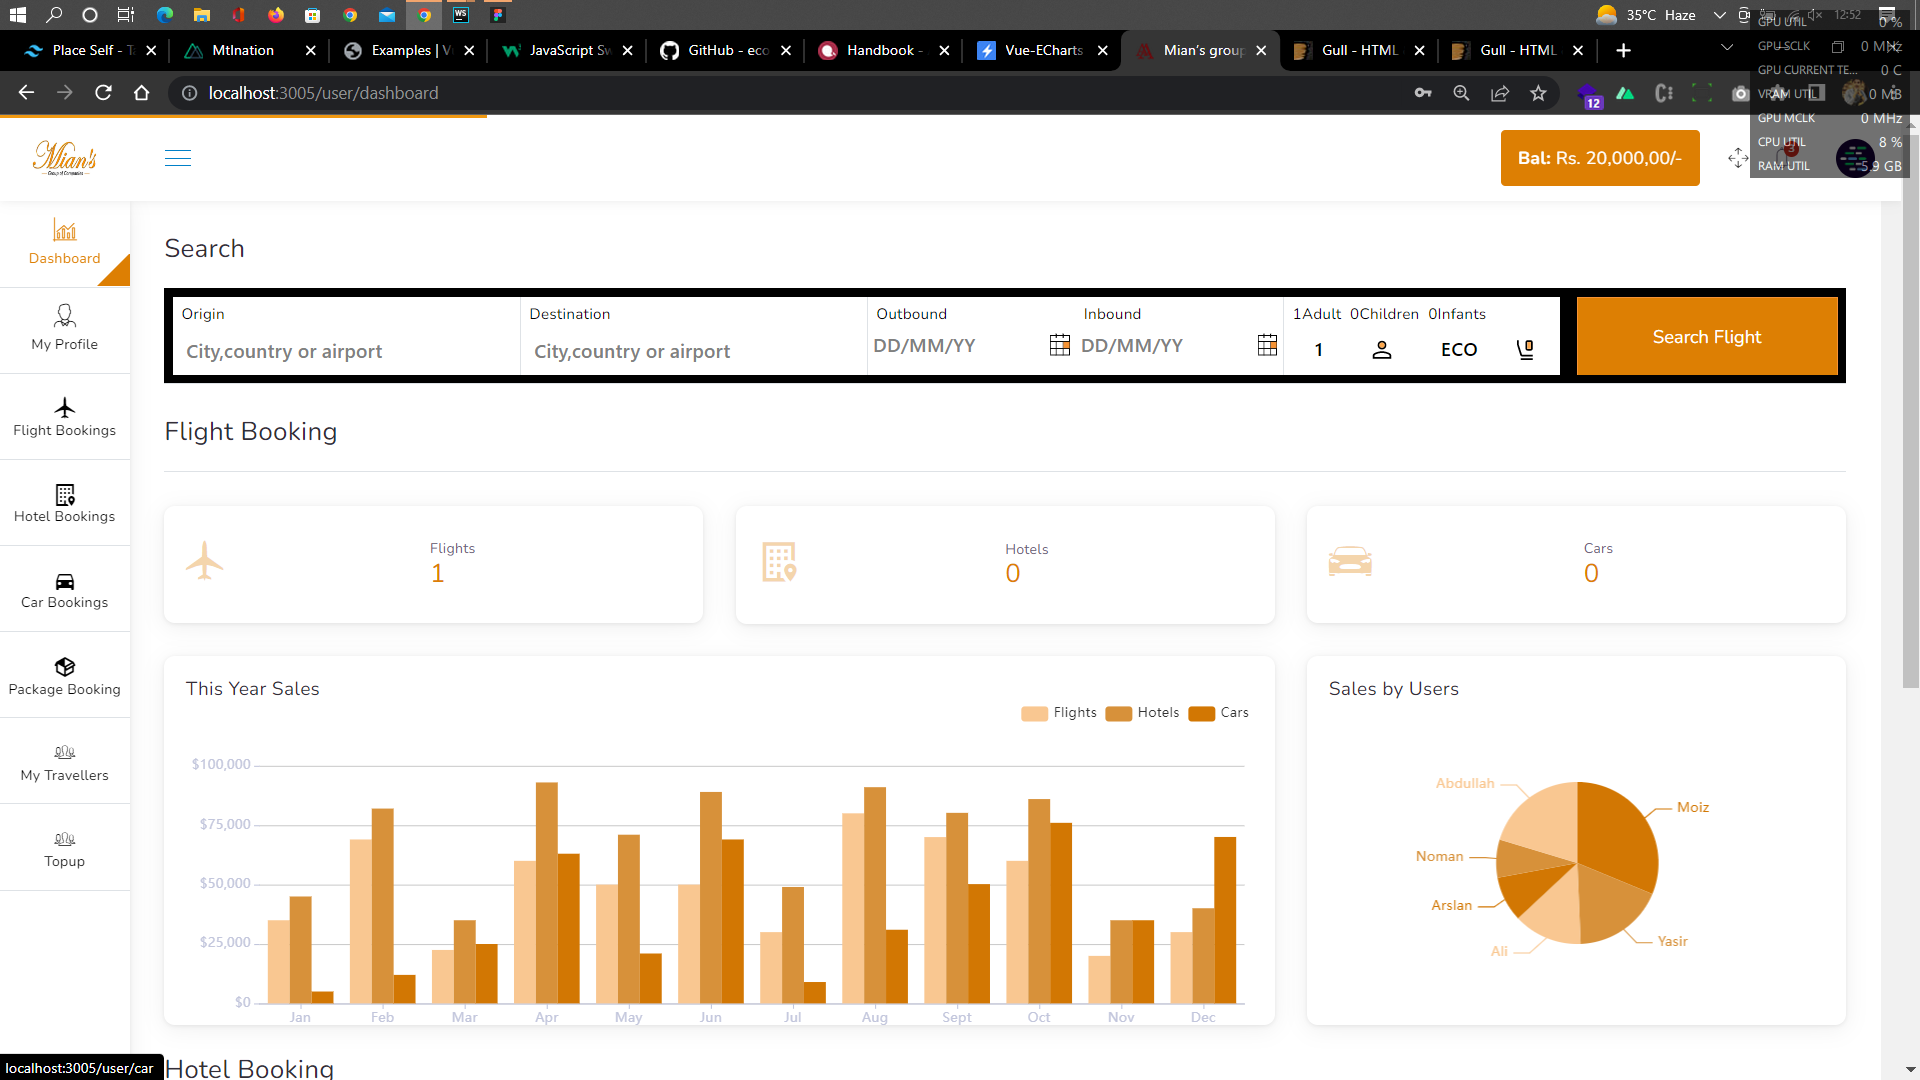 35°C Haze 12:52
Place Self - Ta Mtlnation Examples | V JavaScript Sw GitHub - eco Handbook - Vue-ECharts Mian's group Gull - HTML Gull - HTML
GPU UTIL 0 %
GPU SCLK 0 MHz
GPU CURRENT TE... 0 C
VRAM UTIL 0 MB
GPU MCLK 0 MHz
CPU UTIL 8 %
RAM UTIL 5.9 GB
localhost:3005/user/dashboard
12
Mian's
Group of Companies
Bal: Rs. 20,000,00/-
3
Dashboard
My Profile
Flight Bookings
Hotel Bookings
Car Bookings
Package Booking
My Travellers
Topup
Search
Origin Destination Outbound Inbound 1Adult 0Children 0Infants
City,country or airport City,country or airport DD/MM/YY DD/MM/YY 1 ECO
Search Flight
Flight Booking
Flights
1
Hotels
0
Cars
0
This Year Sales
Flights Hotels Cars
$100,000
$75,000
$50,000
$25,000
$0
Jan Feb Mar Apr May Jun Jul Aug Sept Oct Nov Dec
Sales by Users
Abdullah
Moiz
Noman
Arslan
Yasir
Ali
Hotel Booking
localhost:3005/user/car